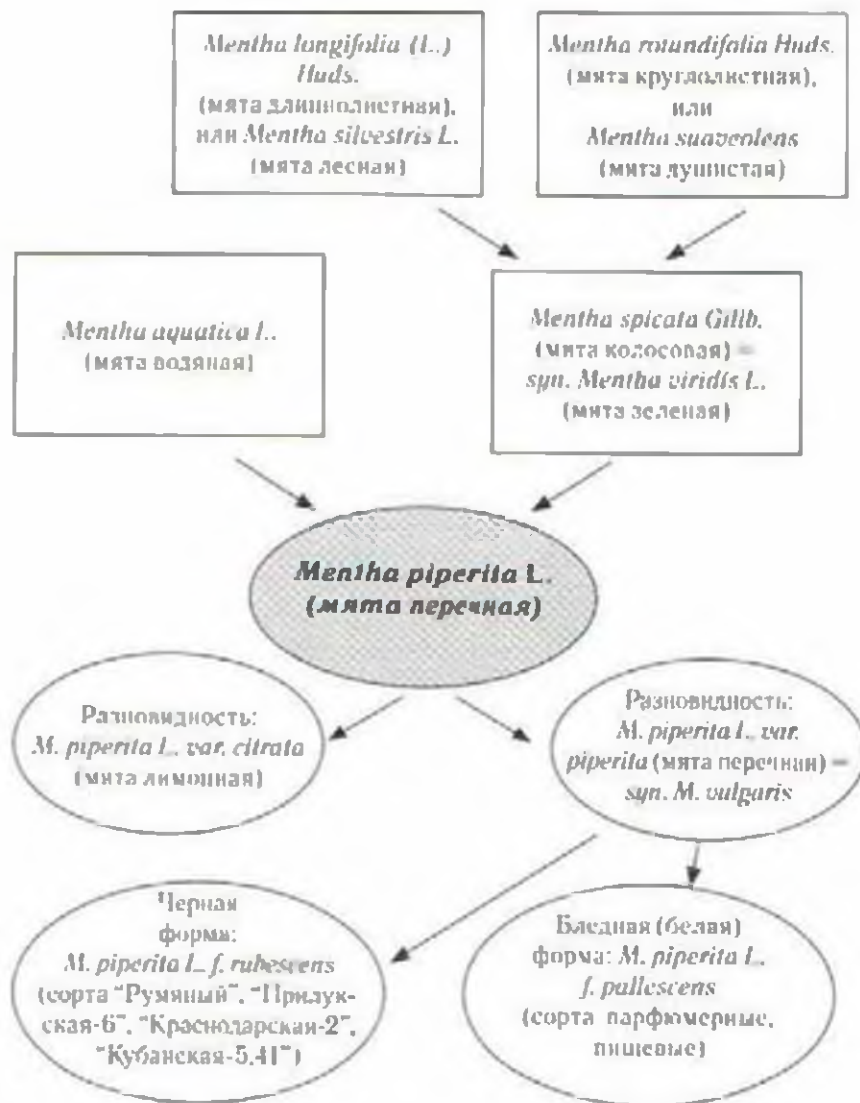 Mentha longifolia (L.)
Huds.
(мята длиннолистная),
или Mentha silvestris L.
(мята лесная)
Mentha rotundifolia Huds.
(мята круглолистная),
или
Mentha suaveolens
(мята душистая)
Mentha aquatica L.
(мята водяная)
Mentha spicata Gilib.
(мята колосовая) =
syn. Mentha viridis L.
(мята зеленая)
Mentha piperita L.
(мята перечная)
Разновидность:
M. piperita L. var. citrata
(мята лимонная)
Разновидность:
M. piperita L. var.
piperita (мята перечная) =
syn. M. vulgaris
Черная
форма:
M. piperita L. f. rubescens
(сорта "Румяный", "Прилук-
ская-6", "Краснодарская-2",
"Кубанская-5,41")
Бледная (белая)
форма: M. piperita L.
f. pallescens
(сорта парфюмерные,
пищевые)